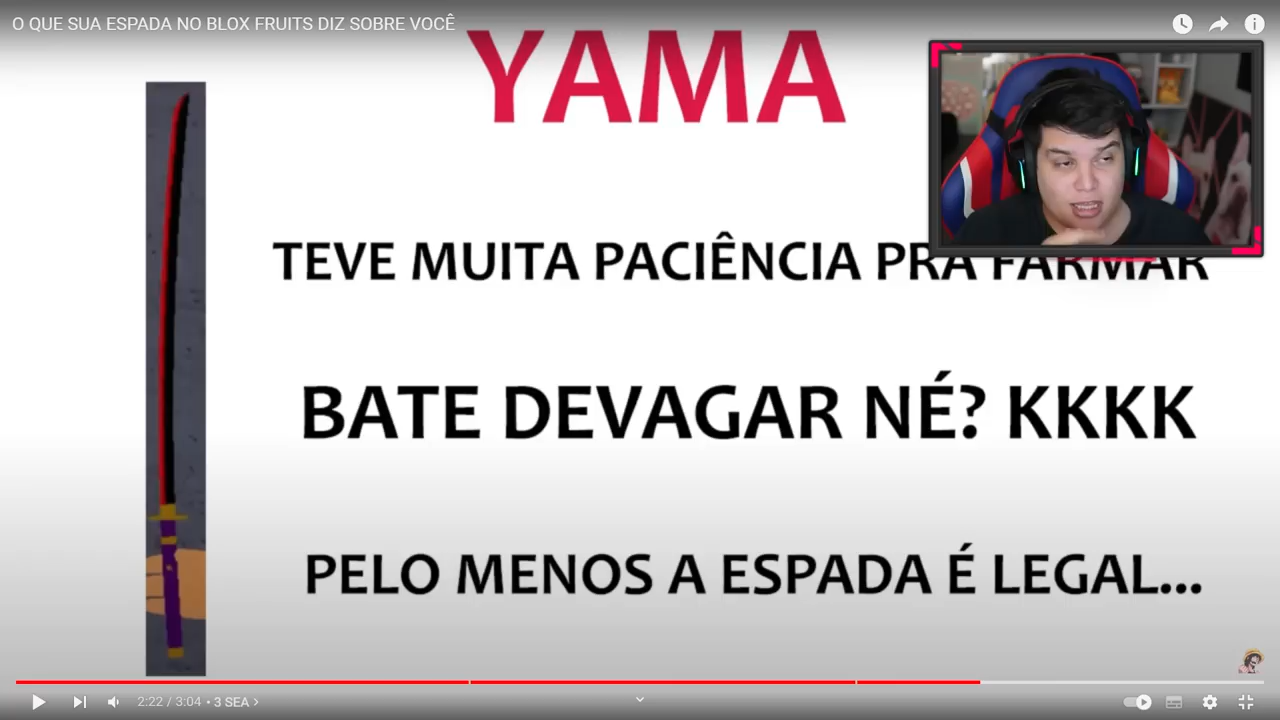 O QUE SUA ESPADA NO BLOX FRUITS DIZ SOBRE VOCÊ
YAMA
TEVE MUITA PACIÊNCIA PRA FARMAR
BATE DEVAGAR NÉ? KKKK
PELO MENOS A ESPADA É LEGAL...
2:22 / 3:04 • 3 SEA >